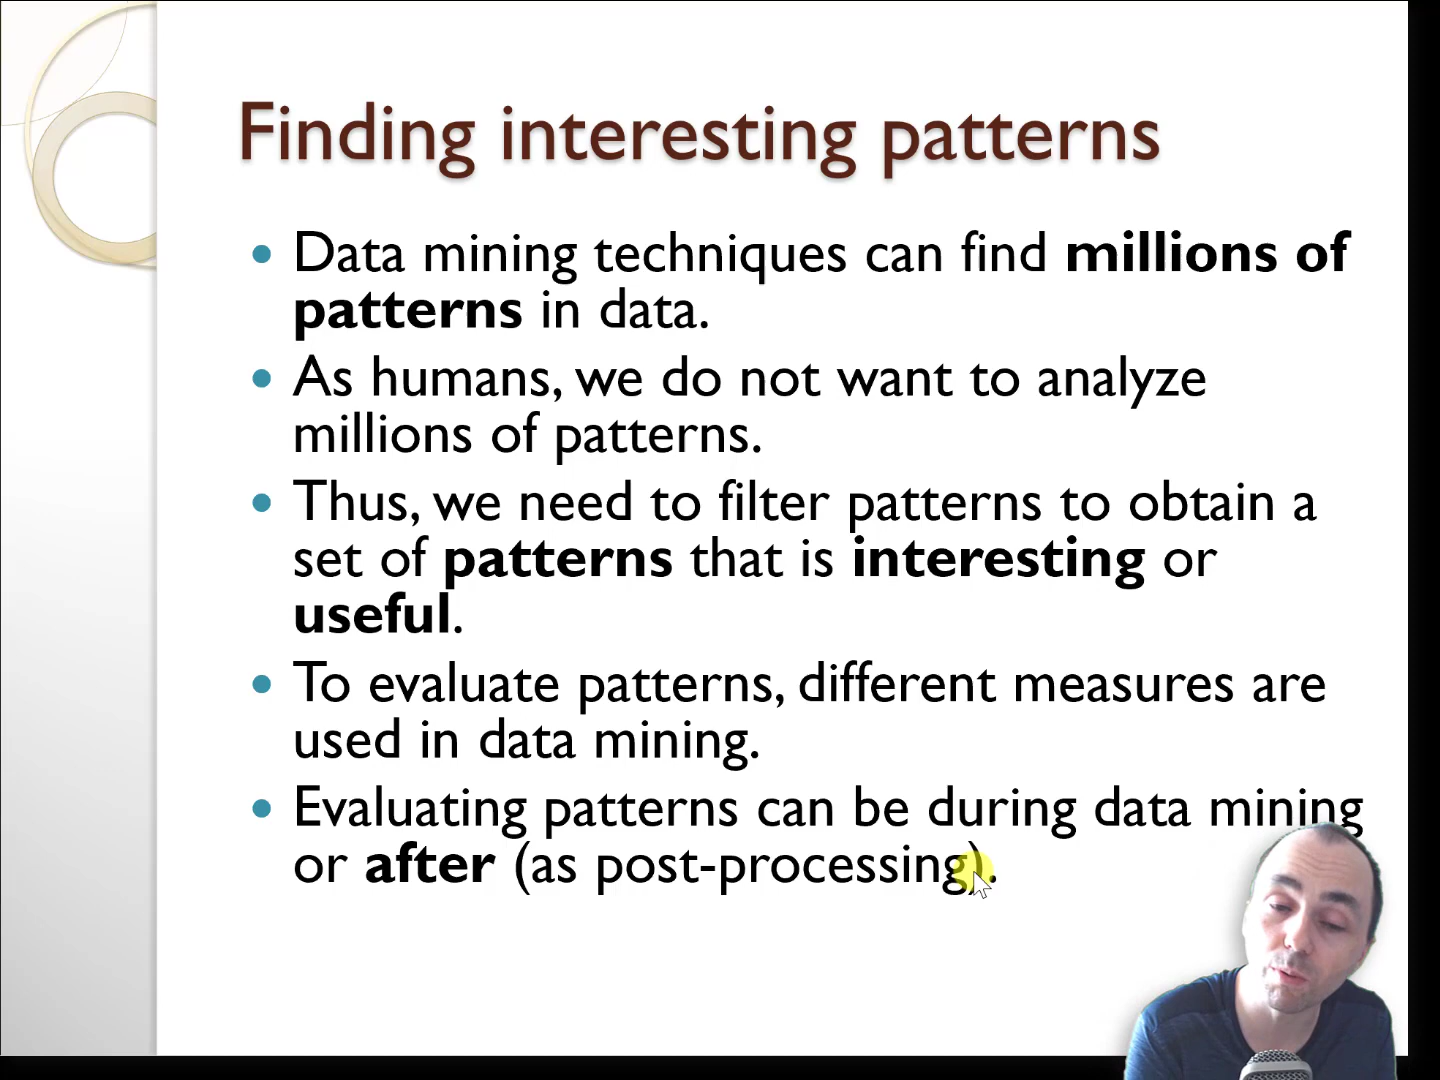 Finding interesting patterns
Data mining techniques can find millions of
patterns in data.
As humans, we do not want to analyze
millions of patterns.
Thus, we need to filter patterns to obtain a
set of patterns that is interesting or
useful.
To evaluate patterns, different measures are
used in data mining.
Evaluating patterns can be during data mining
or after (as post-processing).